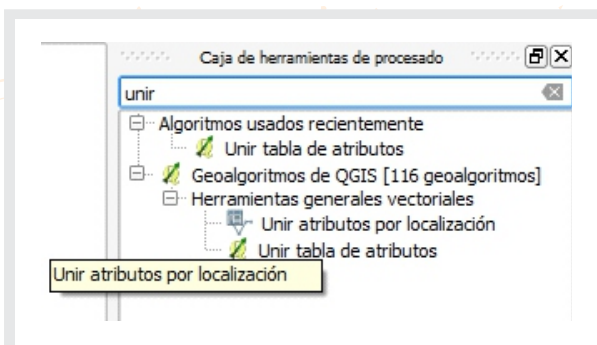 Caja de herramientas de procesado
unir
Algoritmos usados recientemente
Unir tabla de atributos
Geoalgoritmos de QGIS [116 geoalgoritmos]
Herramientas generales vectoriales
Unir atributos por localización
Unir tabla de atributos
Unir atributos por localización